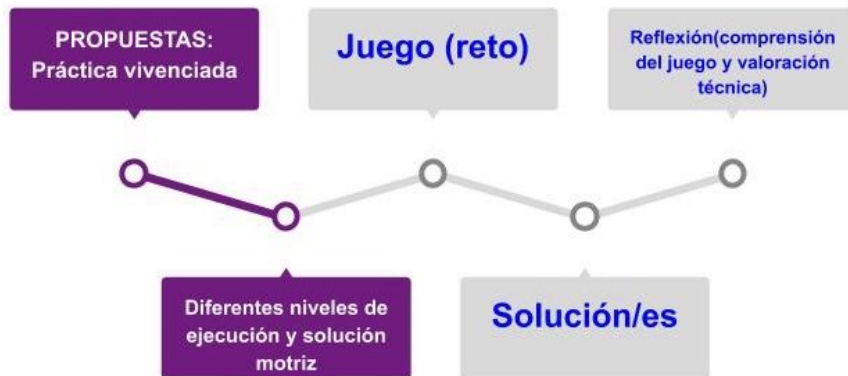 PROPUESTAS:
Práctica vivenciada
Juego (reto)
Reflexión(comprensión
del juego y valoración
técnica)
Diferentes niveles de
ejecución y solución
motriz
Solución/es